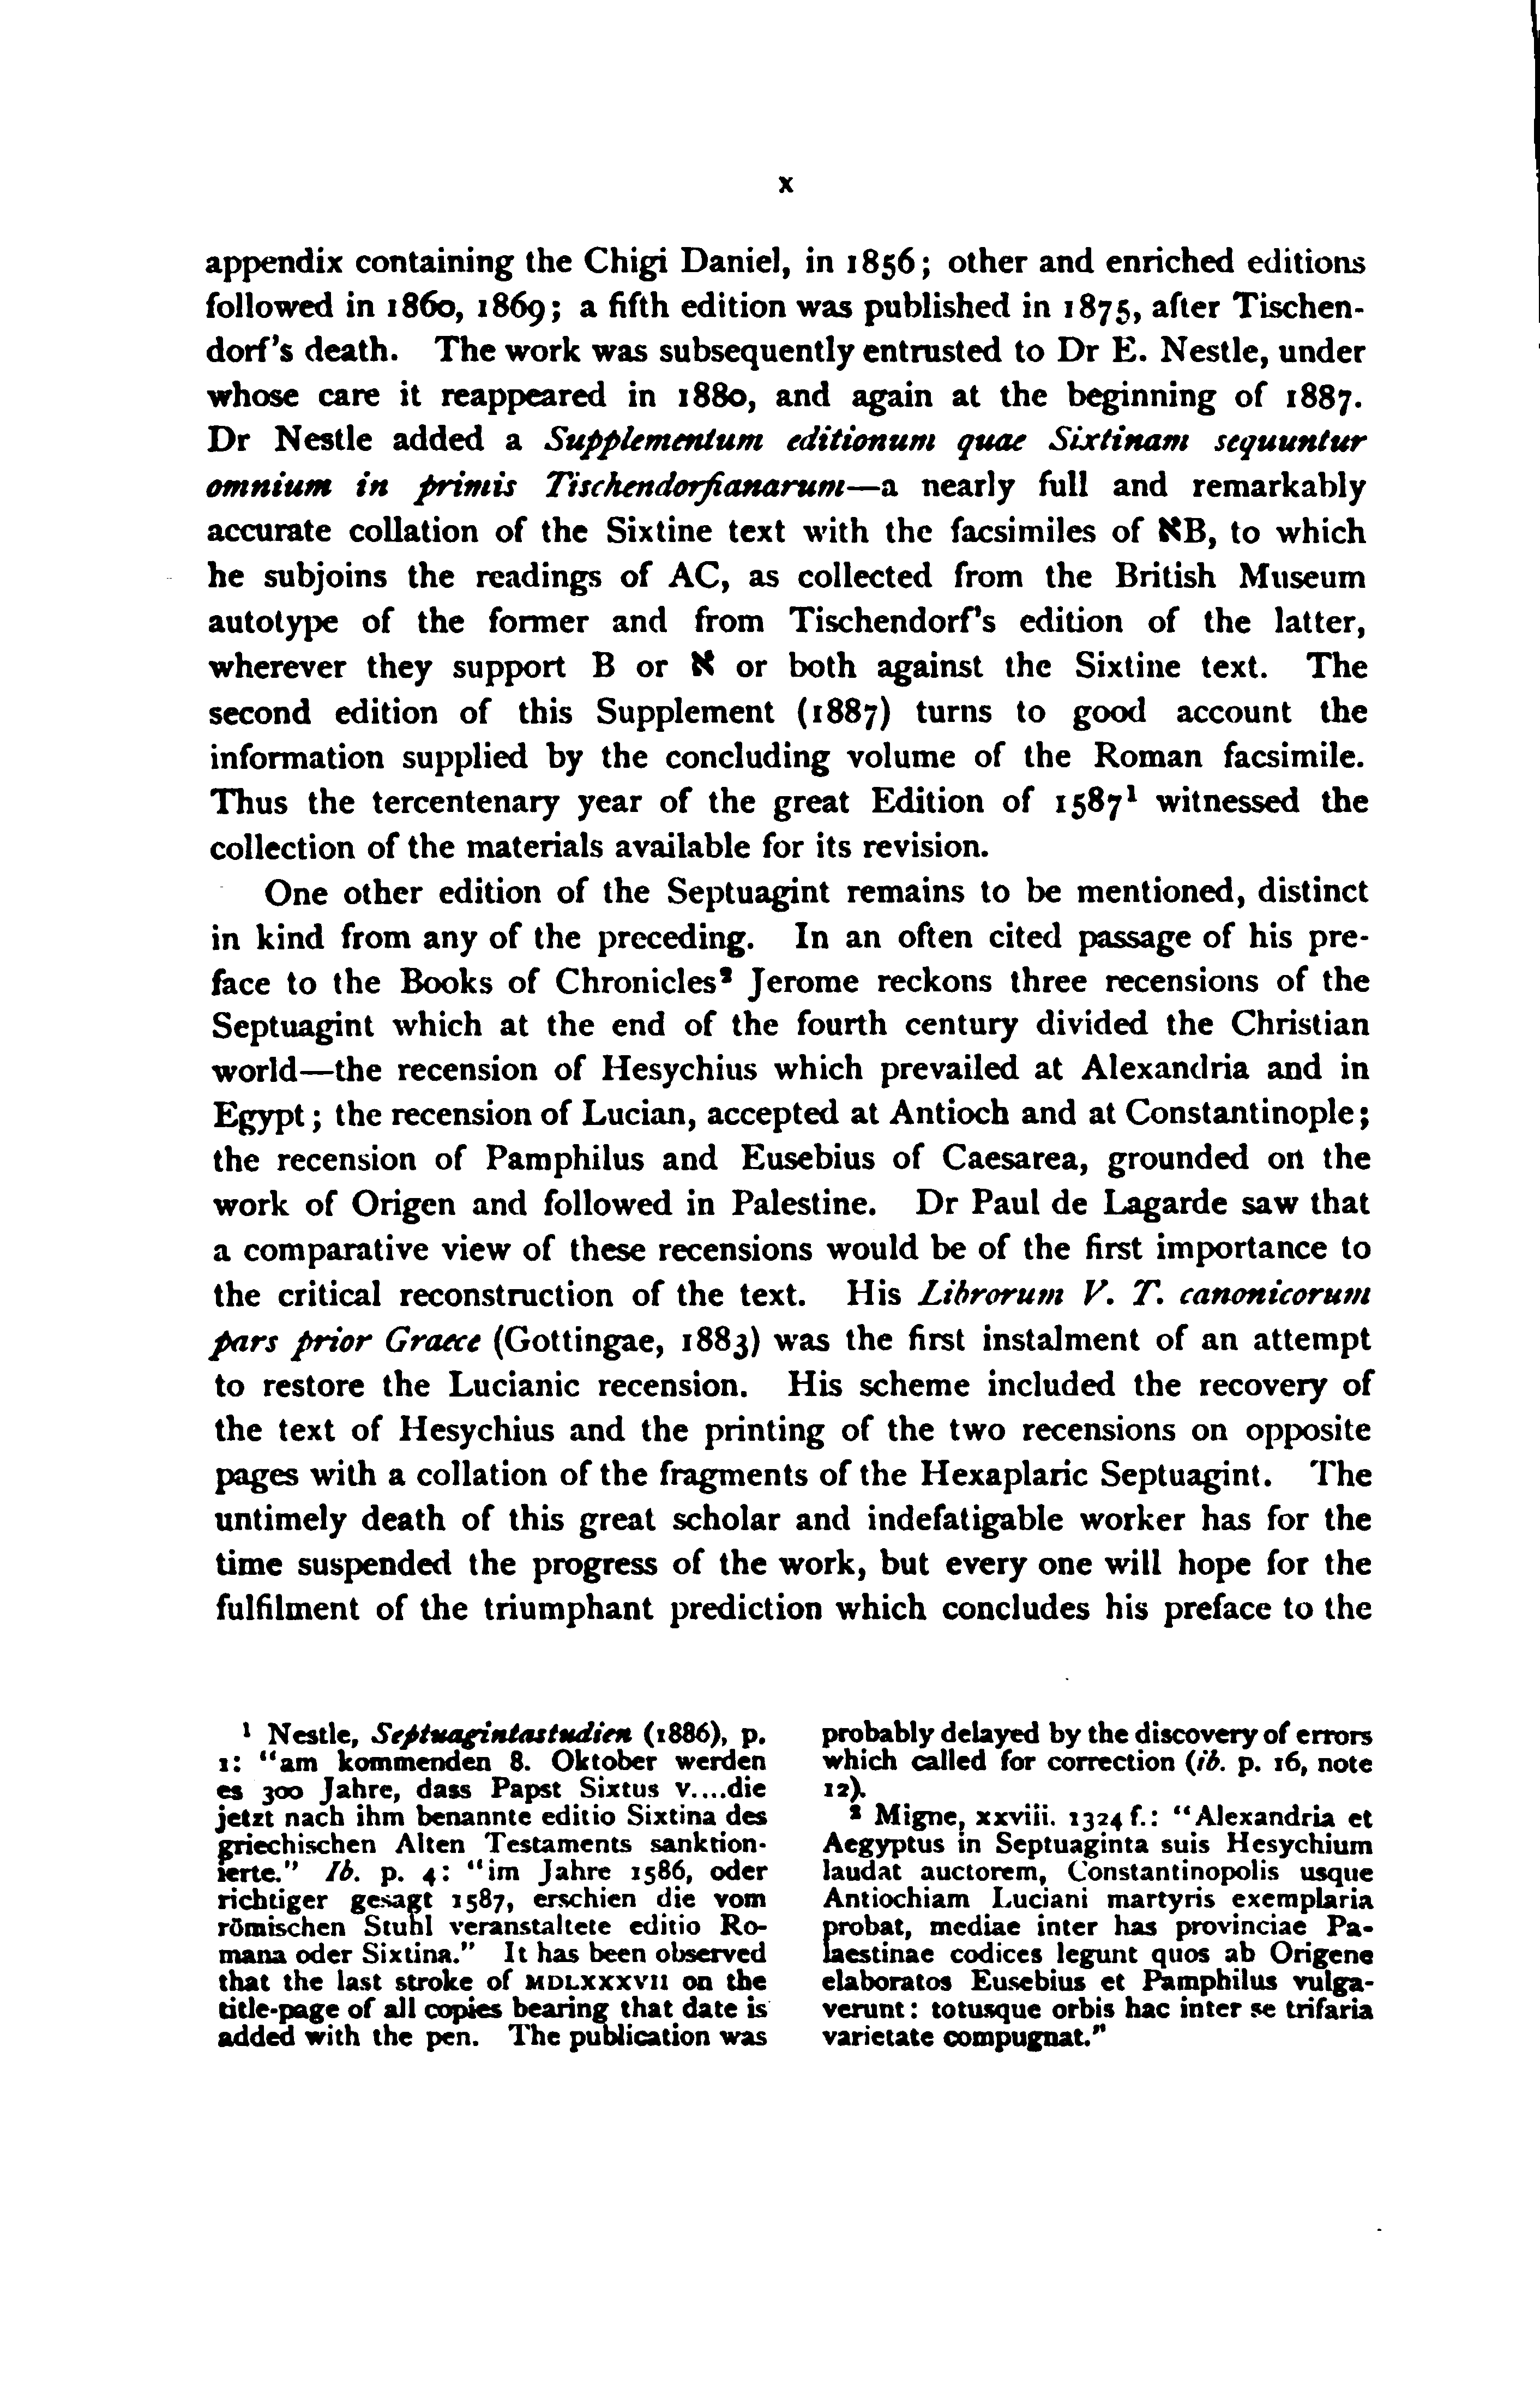 x
appendix containing the Chigi Daniel, in 1856; other and enriched editions
followed in 1860, 1869; a fifth edition was published in 1875, after Tischen-
dorf's death. The work was subsequently entrusted to Dr E. Nestle, under
whose care it reappeared in 1880, and again at the beginning of 1887.
Dr Nestle added a Supplementum editionum quae Sixtinam sequuntur
omnium in primis Tischendorfianarum—a nearly full and remarkably
accurate collation of the Sixtine text with the facsimiles of אB, to which
he subjoins the readings of AC, as collected from the British Museum
autotype of the former and from Tischendorf's edition of the latter,
wherever they support B or א or both against the Sixtine text. The
second edition of this Supplement (1887) turns to good account the
information supplied by the concluding volume of the Roman facsimile.
Thus the tercentenary year of the great Edition of 1587¹ witnessed the
collection of the materials available for its revision.
One other edition of the Septuagint remains to be mentioned, distinct
in kind from any of the preceding. In an often cited passage of his pre-
face to the Books of Chronicles² Jerome reckons three recensions of the
Septuagint which at the end of the fourth century divided the Christian
world—the recension of Hesychius which prevailed at Alexandria and in
Egypt; the recension of Lucian, accepted at Antioch and at Constantinople;
the recension of Pamphilus and Eusebius of Caesarea, grounded on the
work of Origen and followed in Palestine. Dr Paul de Lagarde saw that
a comparative view of these recensions would be of the first importance to
the critical reconstruction of the text. His Librorum V. T. canonicorum
pars prior Graece (Gottingae, 1883) was the first instalment of an attempt
to restore the Lucianic recension. His scheme included the recovery of
the text of Hesychius and the printing of the two recensions on opposite
pages with a collation of the fragments of the Hexaplaric Septuagint. The
untimely death of this great scholar and indefatigable worker has for the
time suspended the progress of the work, but every one will hope for the
fulfilment of the triumphant prediction which concludes his preface to the
¹ Nestle, Septuagintastudien (1886), p.
1: "am kommenden 8. Oktober werden
es 300 Jahre, dass Papst Sixtus v....die
jetzt nach ihm benannte editio Sixtina des
griechischen Alten Testaments sanktion-
ierte." Ib. p. 4: "im Jahre 1586, oder
richtiger gesagt 1587, erschien die vom
römischen Stuhl veranstaltete editio Ro-
mana oder Sixtina." It has been observed
that the last stroke of MDLXXXVII on the
title-page of all copies bearing that date is
added with the pen. The publication was
probably delayed by the discovery of errors
which called for correction (ib. p. 16, note
12).
² Migne, xxviii. 1324 f.: "Alexandria et
Aegyptus in Septuaginta suis Hesychium
laudat auctorem, Constantinopolis usque
Antiochiam Luciani martyris exemplaria
probat, mediae inter has provinciae Pa-
laestinae codices legunt quos ab Origene
elaboratos Eusebius et Pamphilus vulga-
verunt: totusque orbis hac inter se trifaria
varietate compugnat."